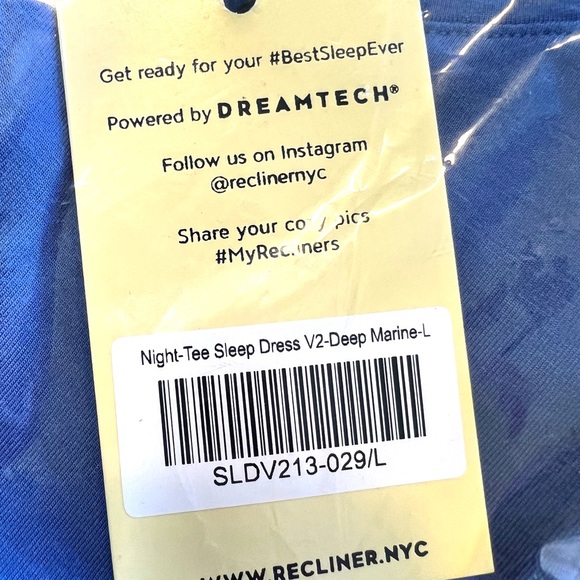 Get ready for your #BestSleepEver
Powered by DREAMTECH®
Follow us on Instagram
@reclinernyc
Share your cozy pics
#MyRecliners
Night-Tee Sleep Dress V2-Deep Marine-L
SLDV213-029/L
WWW.RECLINER.NYC